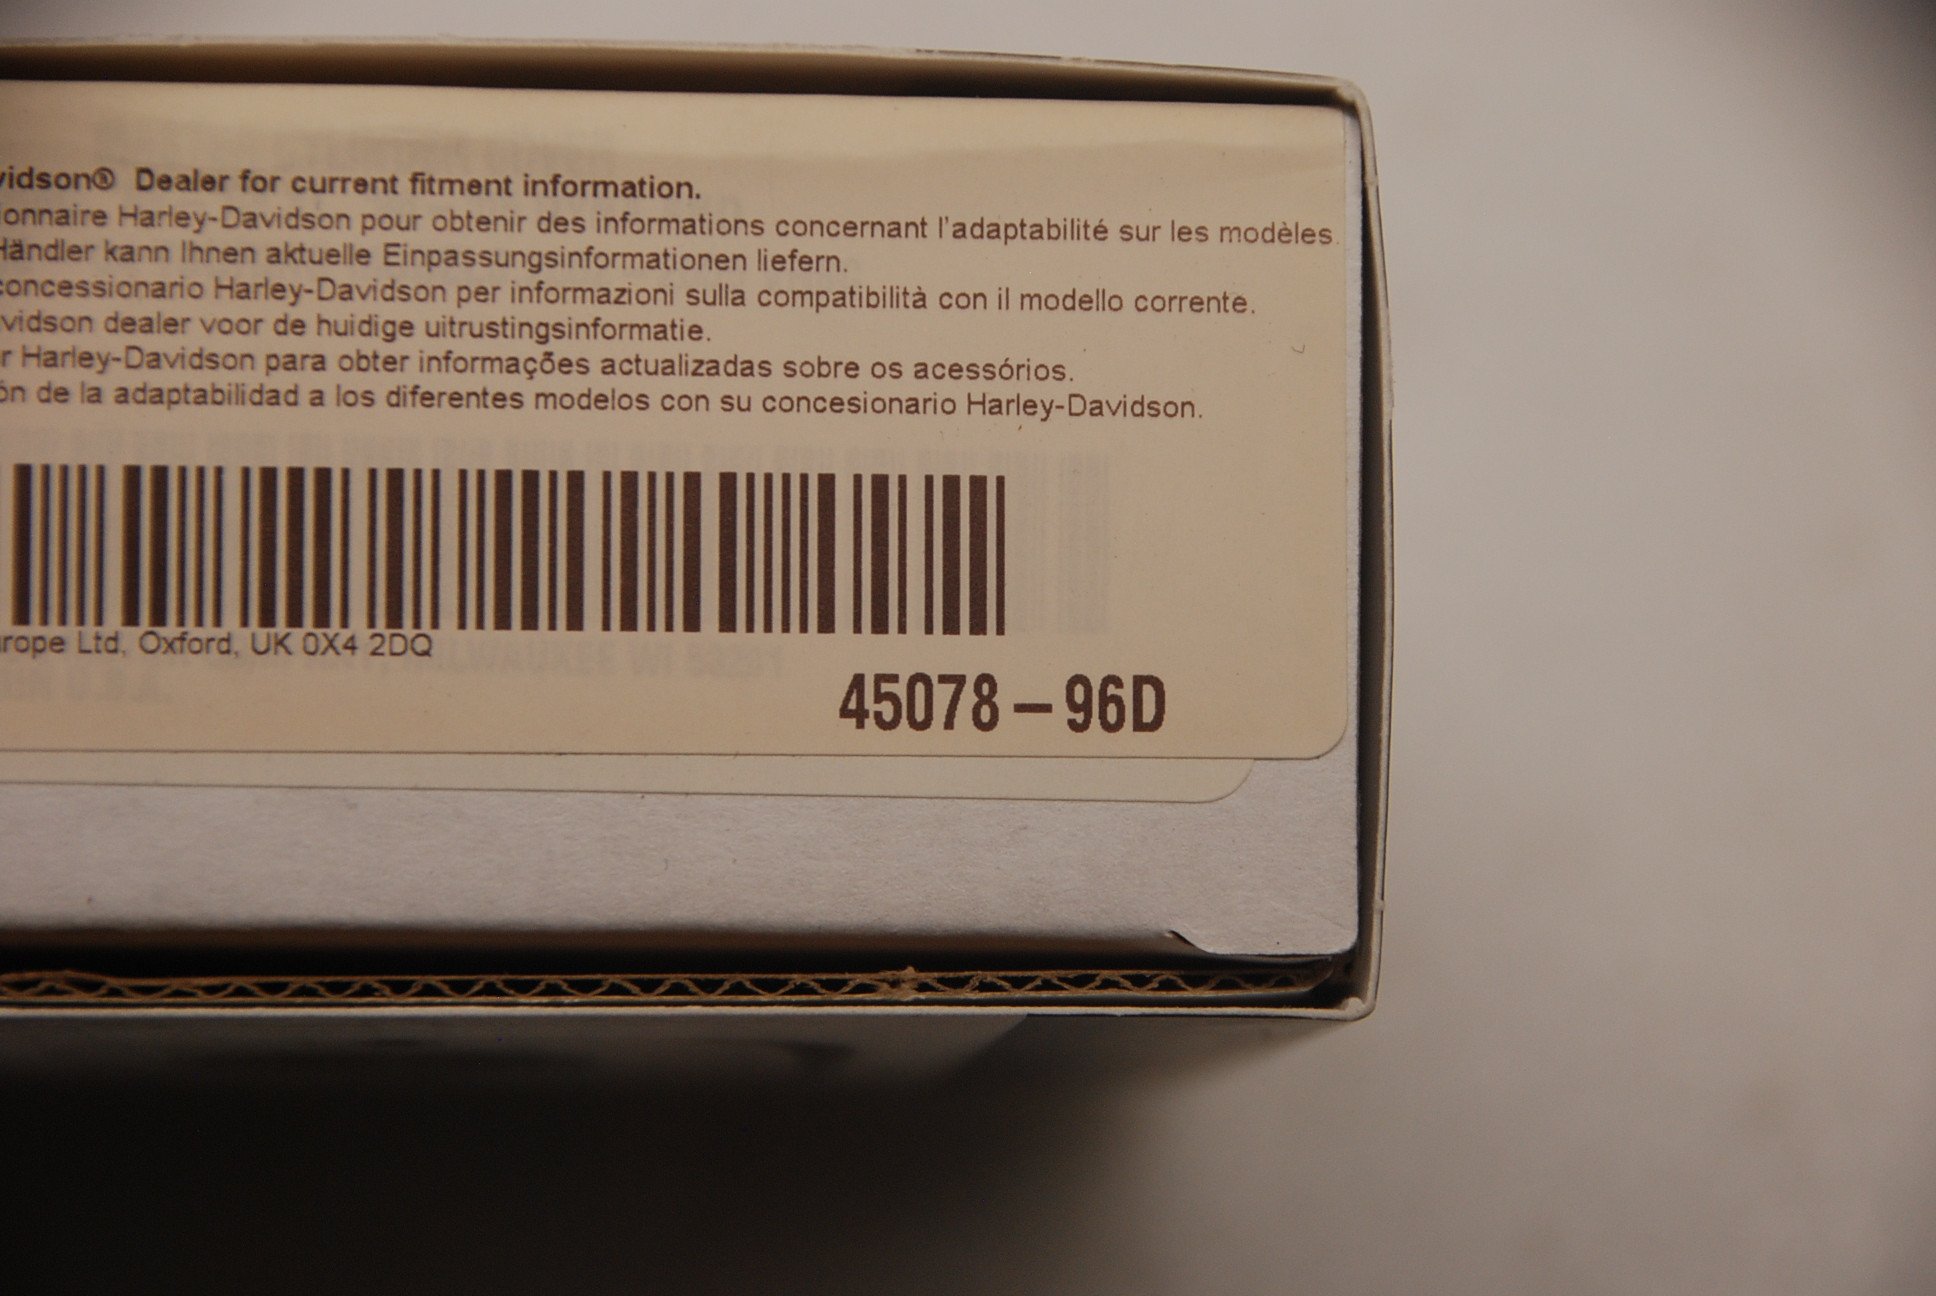 vidson® Dealer for current fitment information.
ionnaire Harley-Davidson pour obtenir des informations concernant l'adaptabilité sur les modèles.
Händler kann Ihnen aktuelle Einpassungsinformationen liefern.
concessionario Harley-Davidson per informazioni sulla compatibilità con il modello corrente.
vidson dealer voor de huidige uitrustingsinformatie.
r Harley-Davidson para obter informações actualizadas sobre os acessórios.
ón de la adaptabilidad a los diferentes modelos con su concesionario Harley-Davidson.
urope Ltd, Oxford, UK 0X4 2DQ
45078-96D